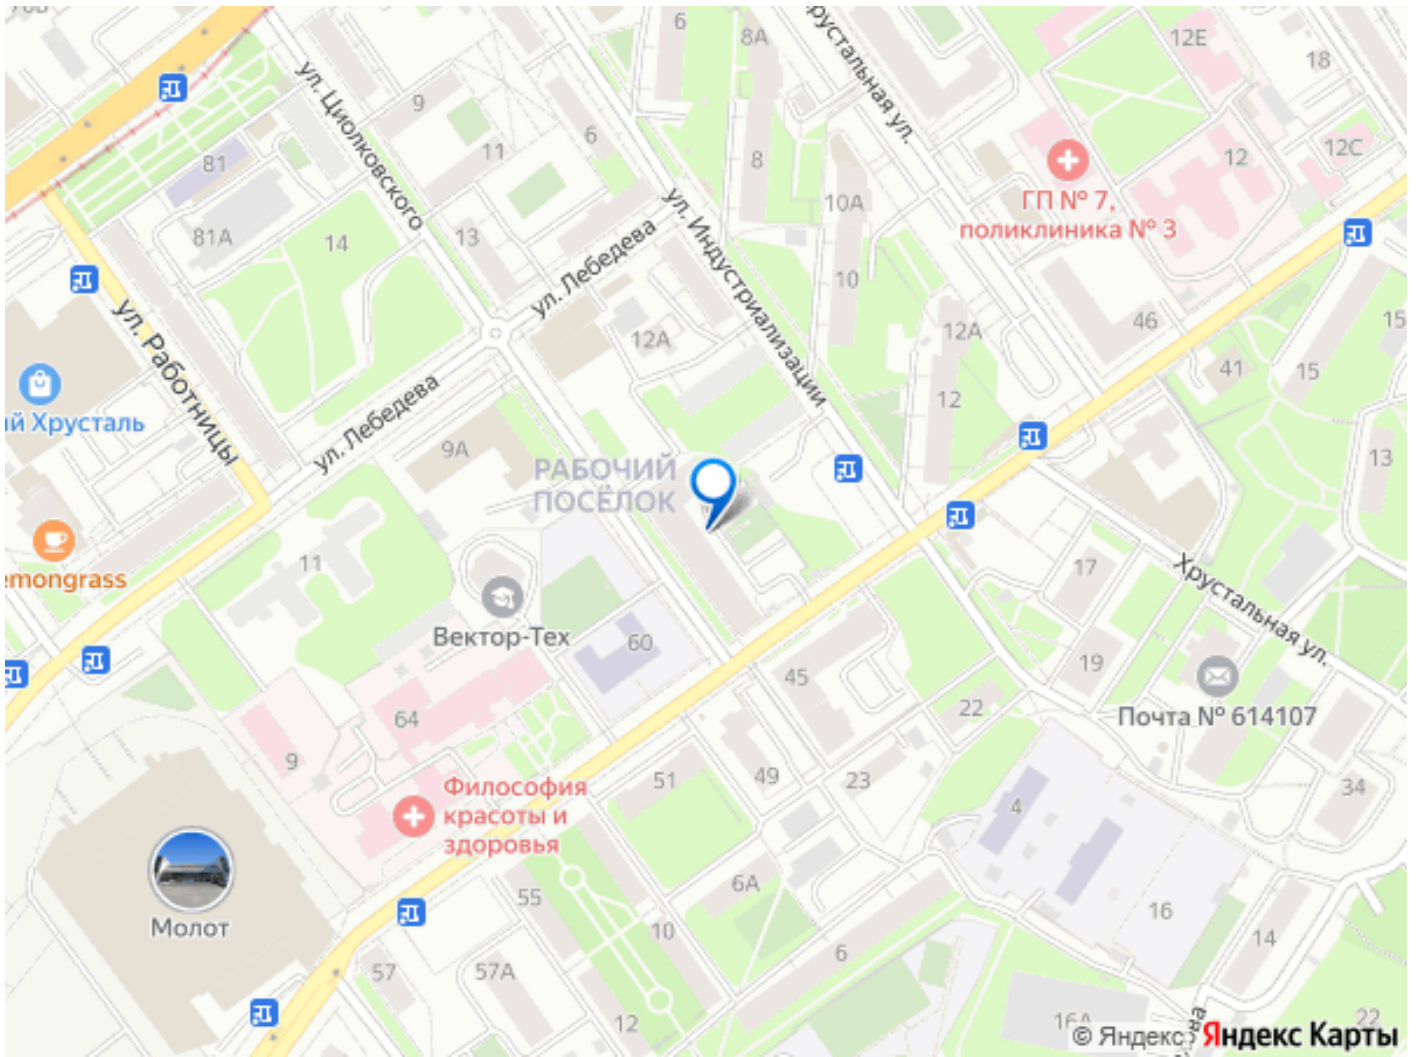 6
8А
12Е
18
Хрустальная ул.
ул. Циолковского
9
6
11
81
8
12
12С
ГП № 7,
поликлиника № 3
10А
ул. Индустриализации
81А
14
13
ул. Лебедева
10
12А
46
15
12А
41
15
ул. Работницы
ий Хрусталь
ул. Лебедева
12
9А
РАБОЧИЙ
ПОСЁЛОК
13
emongrass
11
17
Хрустальная ул.
Вектор-Тех
60
19
45
22
Почта № 614107
64
9
51
49
23
4
34
Философия
красоты и
здоровья
6А
55
16
Молот
10
14
6
57
57А
12
16А
22
© Яндекс
Яндекс Карты